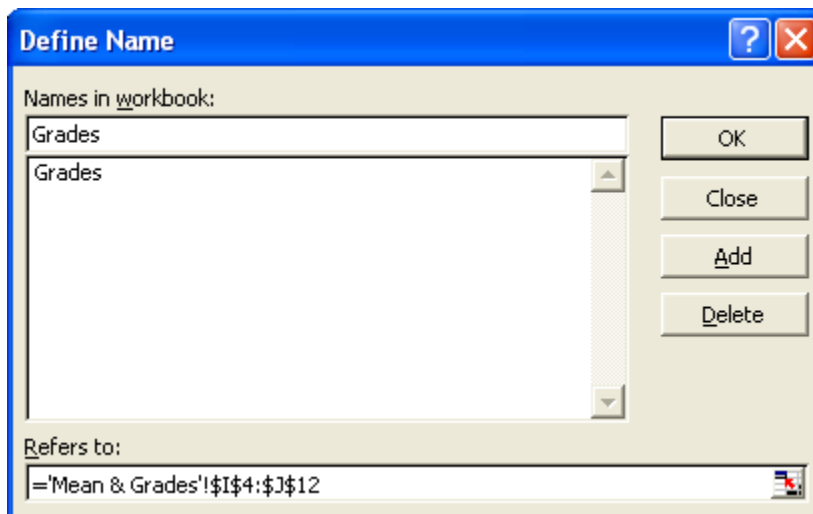 Define Name
Names in workbook:
Grades
Grades
OK
Close
Add
Delete
Refers to:
='Mean & Grades'!$I$4:$J$12